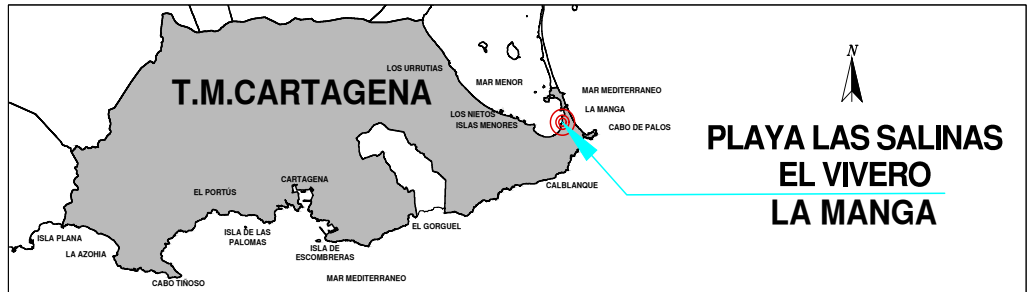 T.M.CARTAGENA
LOS URRUTIAS
MAR MENOR
MAR MEDITERRANEO
LA MANGA
LOS NIETOS
ISLAS MENORES
CABO DE PALOS
CALBLANQUE
CARTAGENA
EL PORTÚS
EL GORGUEL
ISLA DE LAS
PALOMAS
ISLA DE
ESCOMBRERAS
ISLA PLANA
LA AZOHIA
CABO TIÑOSO
MAR MEDITERRANEO
N
PLAYA LAS SALINAS
EL VIVERO
LA MANGA